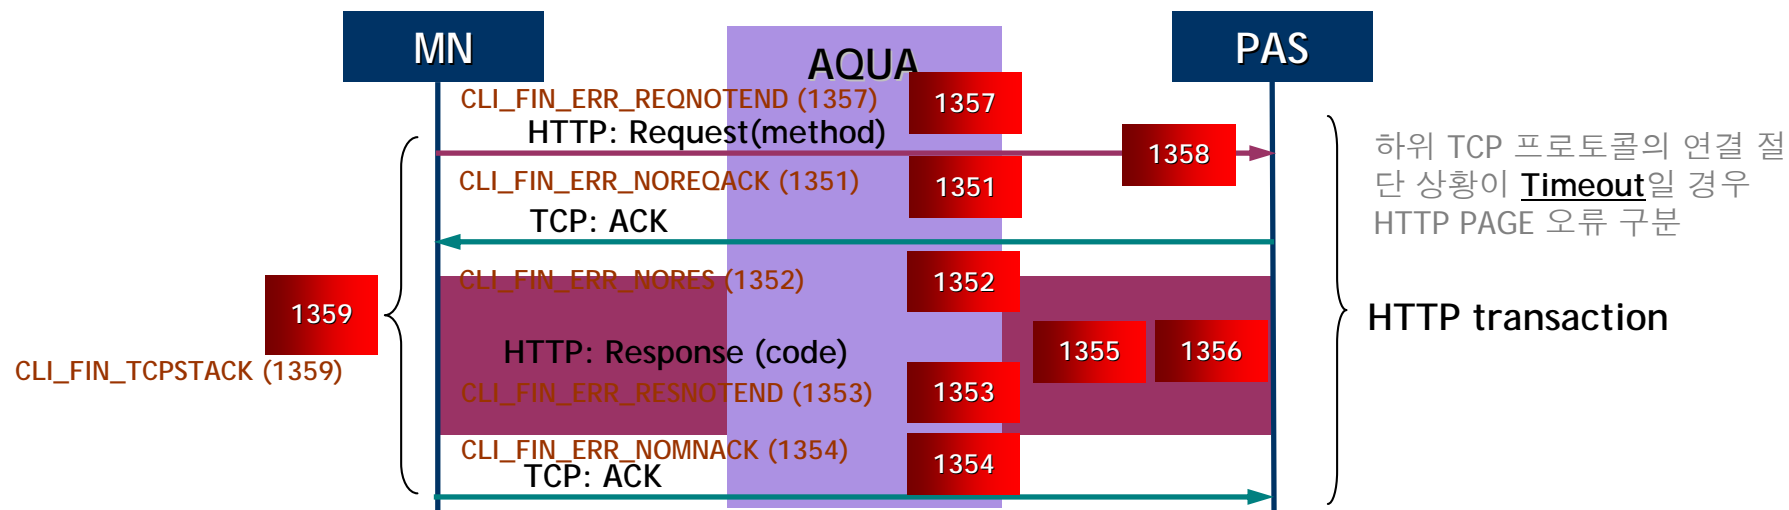 MN
AQUA
PAS
CLI_FIN_ERR_REQNOTEND (1357)
1357
HTTP: Request(method)
1358
CLI_FIN_ERR_NOREQACK (1351)
1351
TCP: ACK
하위 TCP 프로토콜의 연결 절
단 상황이 Timeout일 경우
HTTP PAGE 오류 구분
CLI_FIN_ERR_NORES (1352)
1352
1359
HTTP transaction
HTTP: Response (code)
1355
1356
CLI_FIN_TCPSTACK (1359)
CLI_FIN_ERR_RESNOTEND (1353)
1353
CLI_FIN_ERR_NOMNACK (1354)
1354
TCP: ACK